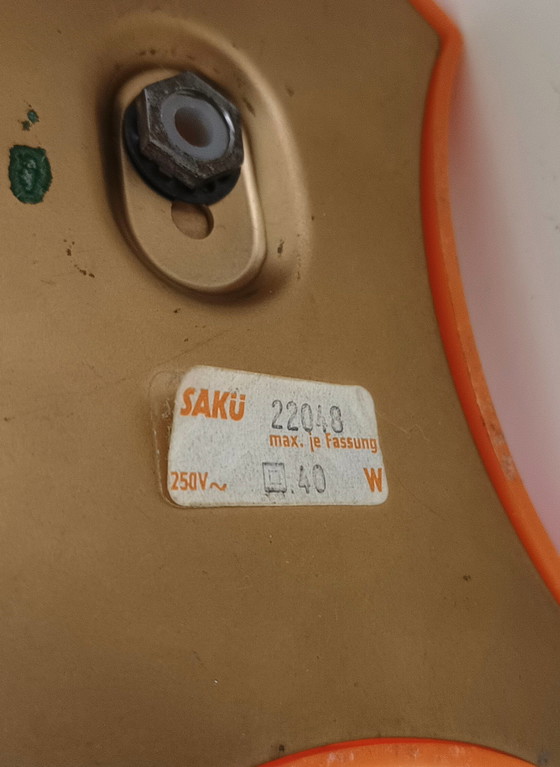 SAKÜ 22048
max. je Fassung
250V~ .40 W